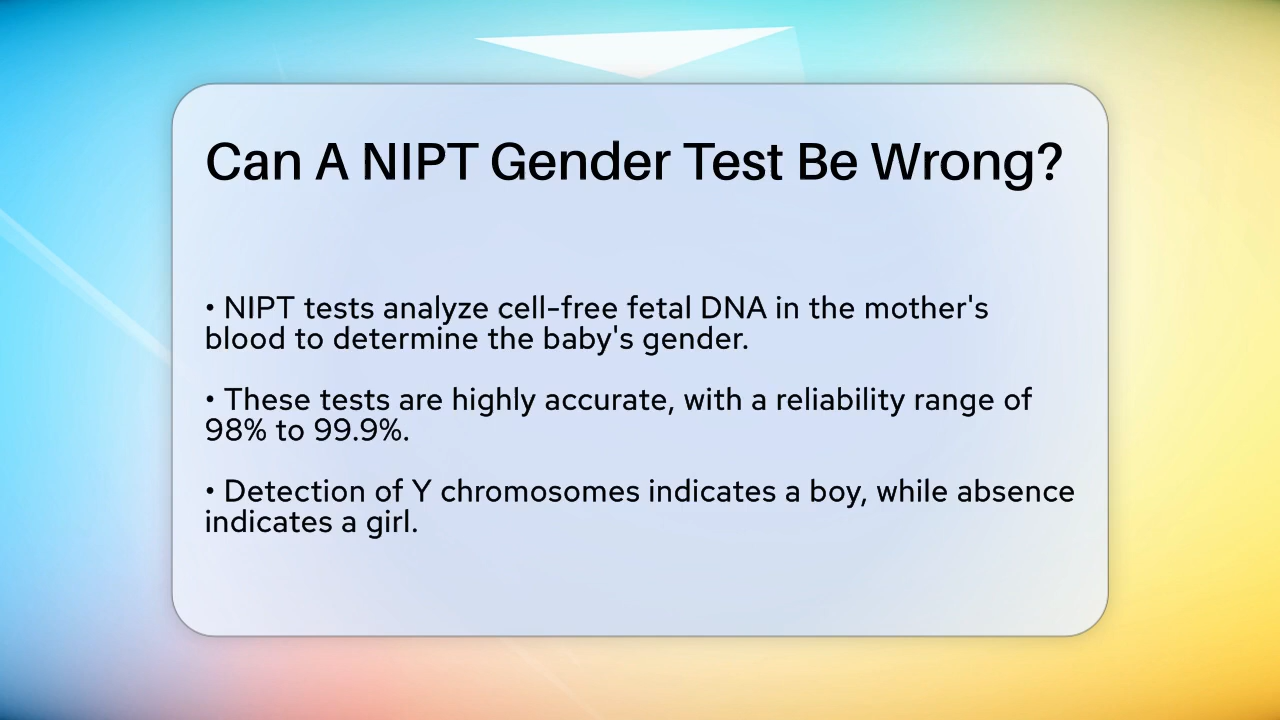 Can A NIPT Gender Test Be Wrong?
• NIPT tests analyze cell-free fetal DNA in the mother's
blood to determine the baby's gender.
• These tests are highly accurate, with a reliability range of
98% to 99.9%.
• Detection of Y chromosomes indicates a boy, while absence
indicates a girl.